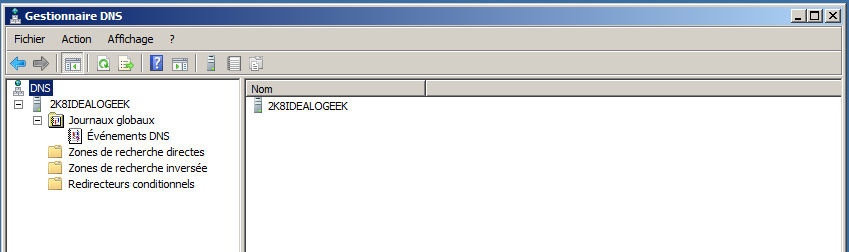 Gestionnaire DNS
Fichier Action Affichage ?
DNS
2K8IDEALOGEEK
Journaux globaux
Événements DNS
Zones de recherche directes
Zones de recherche inversée
Redirecteurs conditionnels
Nom
2K8IDEALOGEEK